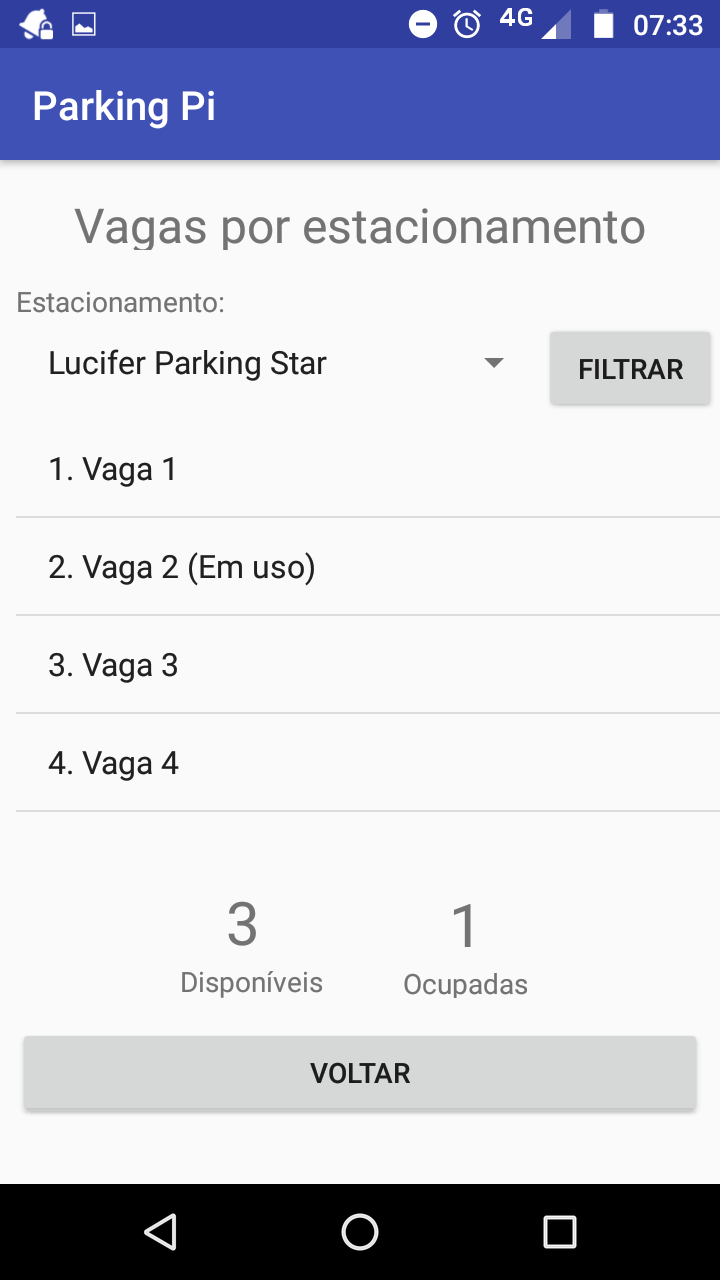 4G 07:33
Parking Pi
Vagas por estacionamento
Estacionamento:
Lucifer Parking Star
FILTRAR
1. Vaga 1
2. Vaga 2 (Em uso)
3. Vaga 3
4. Vaga 4
3 1
Disponíveis Ocupadas
VOLTAR